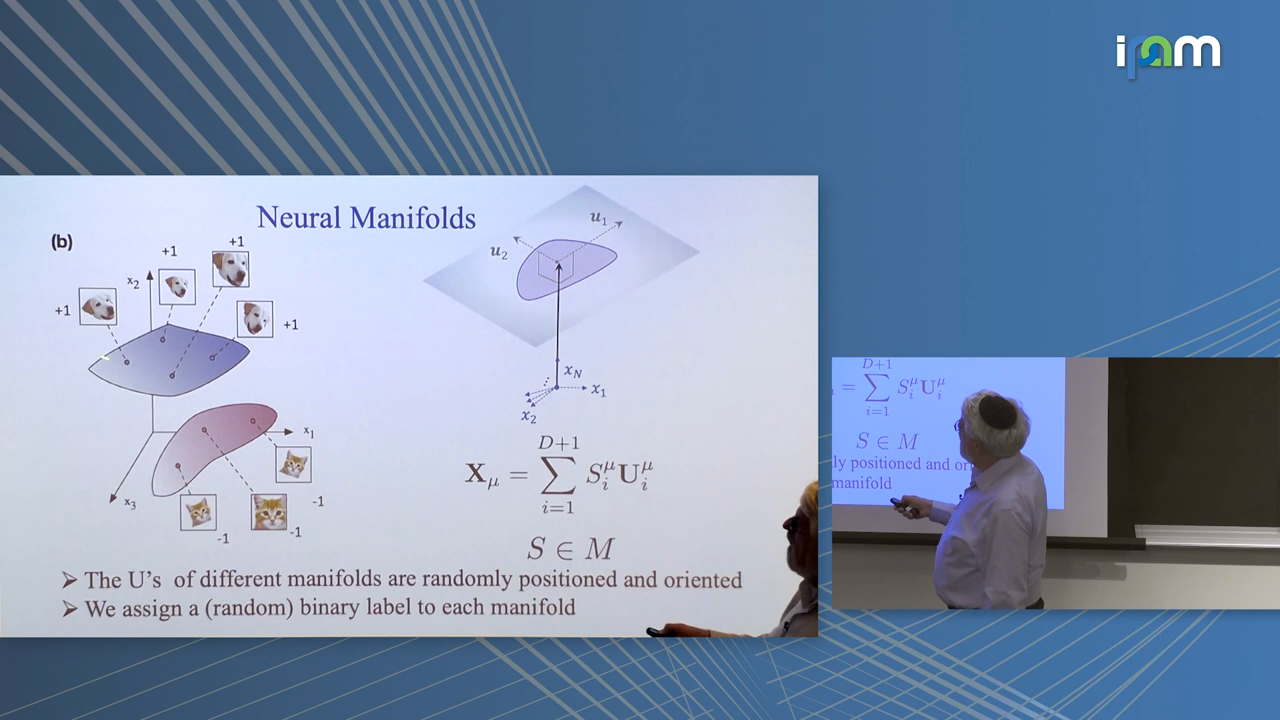 ipam
Neural Manifolds
(b)
+1
+1
+1
+1
x₂
x₁
x₃
-1
-1
-1
u₁
u₂
x_N
x₁
x₂
D+1
X_μ = ∑ S_i^μ U_i^μ
i=1
S ∈ M
➢ The U's of different manifolds are randomly positioned and oriented
➢ We assign a (random) binary label to each manifold
D+1
= ∑ S_i^μ U_i^μ
i=1
S ∈ M
ly positioned and or
manifold